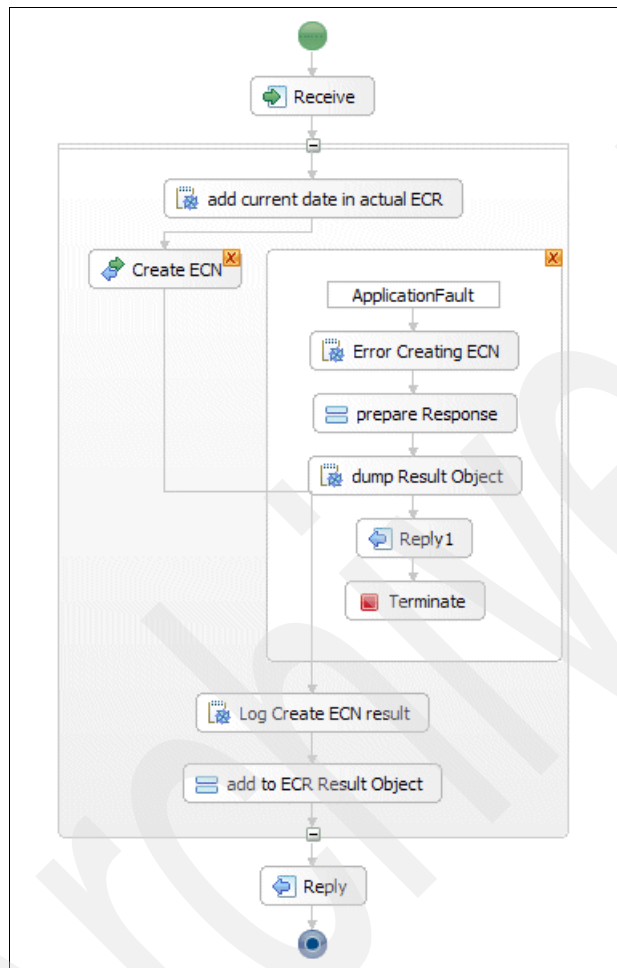 Receive
add current date in actual ECR
Create ECN
ApplicationFault
Error Creating ECN
prepare Response
dump Result Object
Reply1
Terminate
Log Create ECN result
add to ECR Result Object
Reply